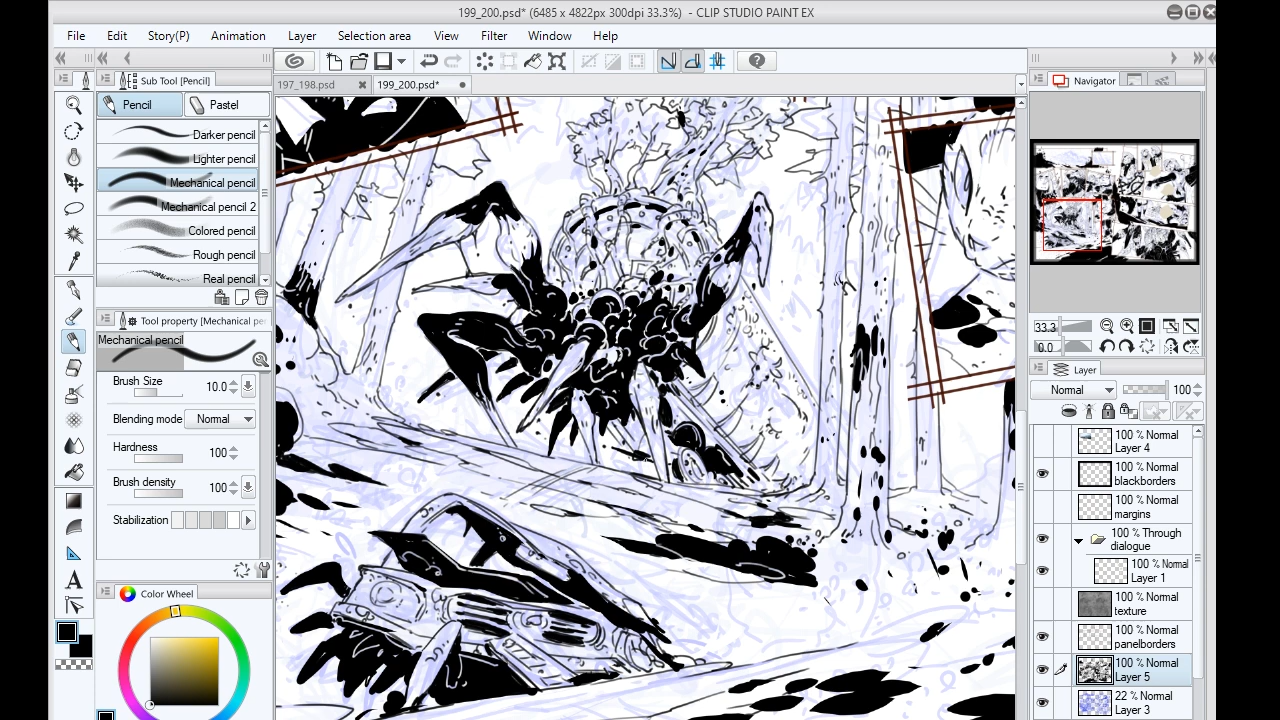 199_200.psd* (6485 x 4822px 300dpi 33.3%) - CLIP STUDIO PAINT EX
File Edit Story(P) Animation Layer Selection area View Filter Window Help
Sub Tool [Pencil]
197_198.psd
199_200.psd*
Navigator
Pencil
Pastel
Darker pencil
Lighter pencil
Mechanical pencil
Mechanical pencil 2
Colored pencil
Rough pencil
Real pencil
Tool property [Mechanical pe
Mechanical pencil
Brush Size 10.0
Blending mode Normal
Hardness 100
Brush density 100
Stabilization
Color Wheel
A
33.3
0.0
Layer
Normal 100
100 % Normal
Layer 4
100 % Normal
blackborders
100 % Normal
margins
100 % Through
dialogue
100 % Normal
Layer 1
100 % Normal
texture
100 % Normal
panelborders
100 % Normal
Layer 5
22 % Normal
Layer 3